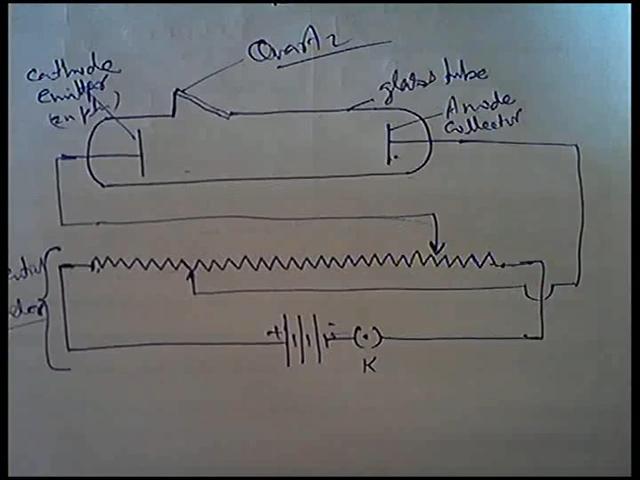 Quartz
cathode
emitter
glass tube
Anode
collector
+
-
K